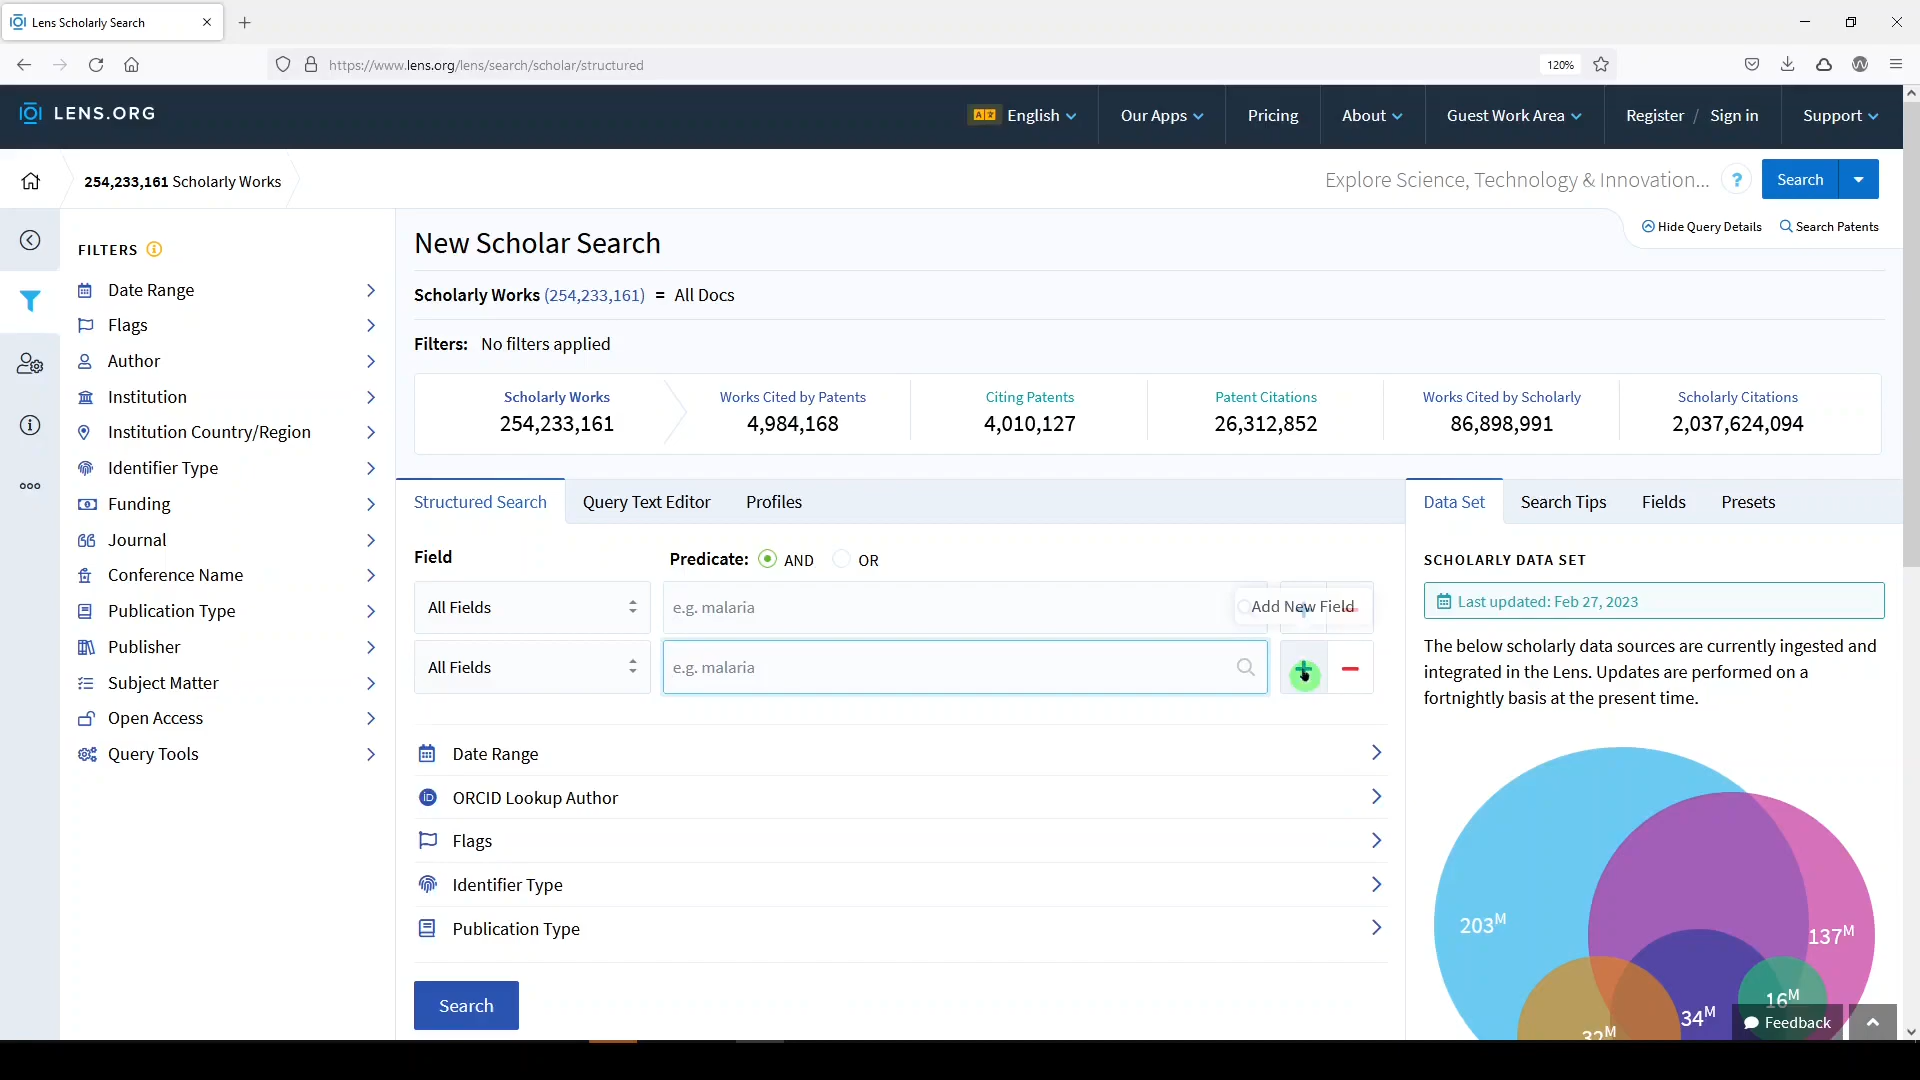 Lens Scholarly Search
https://www.lens.org/lens/search/scholar/structured
120%
LENS.ORG
English
Our Apps
Pricing
About
Guest Work Area
Register / Sign in
Support
254,233,161 Scholarly Works
Explore Science, Technology & Innovation...
?
Search
Hide Query Details
Search Patents
FILTERS
Date Range
Flags
Author
Institution
Institution Country/Region
Identifier Type
Funding
Journal
Conference Name
Publication Type
Publisher
Subject Matter
Open Access
Query Tools
New Scholar Search
Scholarly Works (254,233,161) = All Docs
Filters: No filters applied
Scholarly Works
254,233,161
Works Cited by Patents
4,984,168
Citing Patents
4,010,127
Patent Citations
26,312,852
Works Cited by Scholarly
86,898,991
Scholarly Citations
2,037,624,094
Structured Search
Query Text Editor
Profiles
Field
Predicate: AND OR
All Fields
e.g. malaria
Add New Field
All Fields
e.g. malaria
Date Range
iD ORCID Lookup Author
Flags
Identifier Type
Publication Type
Search
Data Set
Search Tips
Fields
Presets
SCHOLARLY DATA SET
Last updated: Feb 27, 2023
The below scholarly data sources are currently ingested and
integrated in the Lens. Updates are performed on a
fortnightly basis at the present time.
203M
137M
16M
34M
32M
Feedback